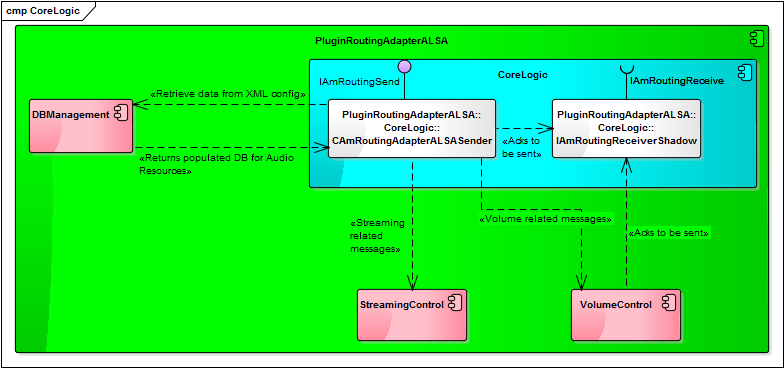 cmp CoreLogic
PluginRoutingAdapterALSA
IAmRoutingSend
CoreLogic
IAmRoutingReceive
«Retrieve data from XML config»
DBManagement
PluginRoutingAdapterALSA::
CoreLogic::
CAmRoutingAdapterALSASender
PluginRoutingAdapterALSA::
CoreLogic::
IAmRoutingReceiverShadow
«Acks to
be sent»
«Returns populated DB for Audio
Resources»
«Streaming
related
messages»
«Volume related messages»
«Acks to be sent»
StreamingControl
VolumeControl